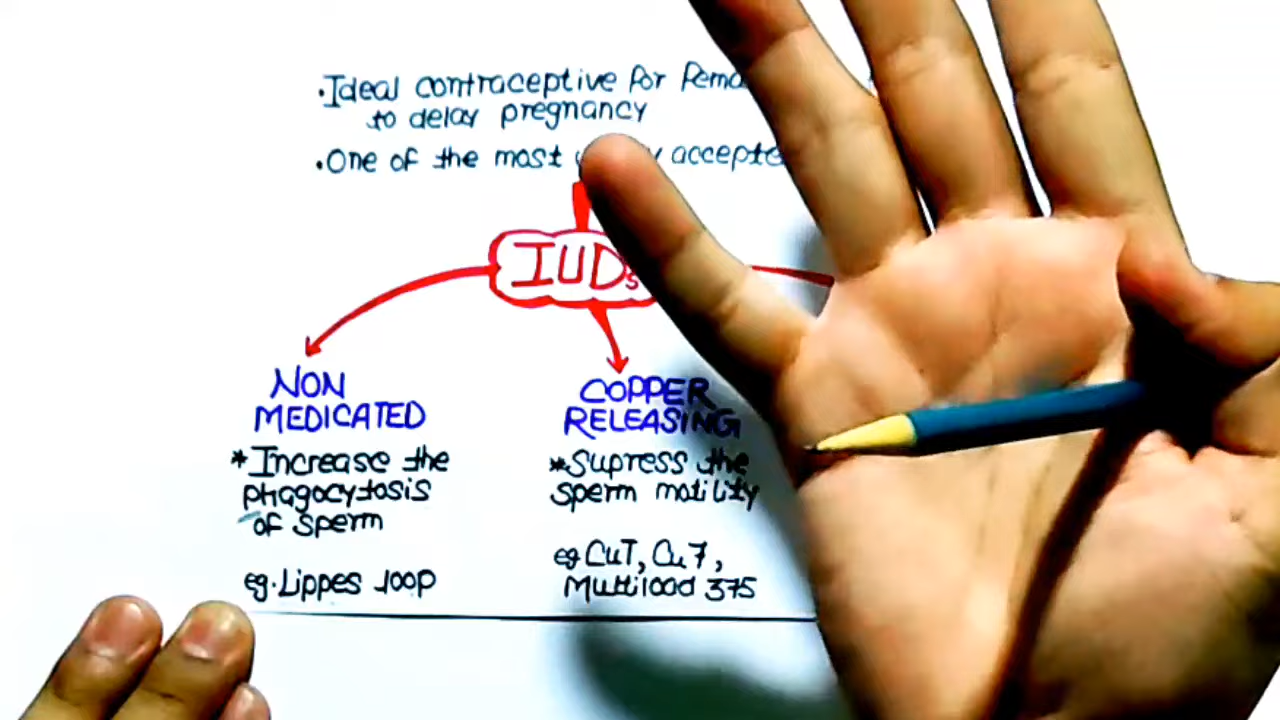 •Ideal contraceptive for
to delay pregnancy
•One of the most
IUDs
NON
MEDICATED
*Increase the
phagocytosis
of sperm
eg. Lippes loop
COPPER
RELEASING
*Supress the
sperm motility
eg CuT, Cu7,
Multiload 375